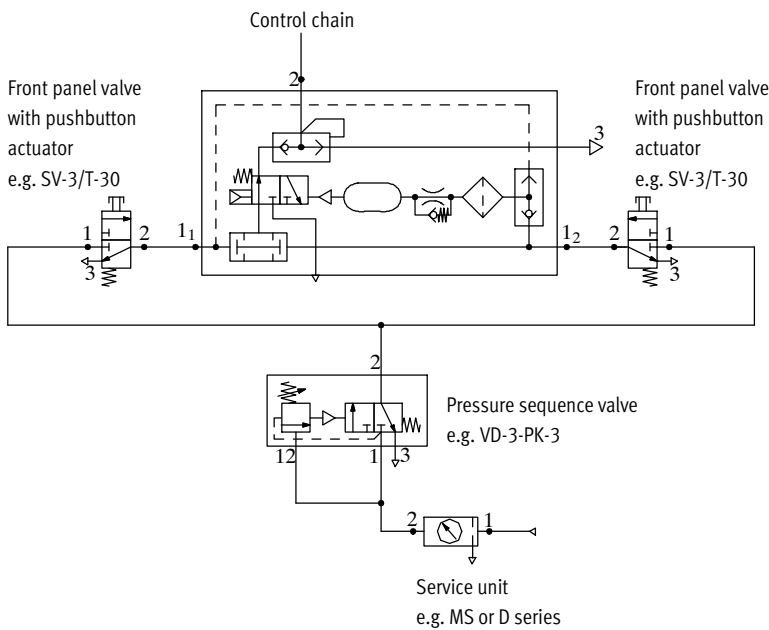 Control chain
2
Front panel valve
with pushbutton
actuator
e.g. SV-3/T-30
Front panel valve
with pushbutton
actuator
e.g. SV-3/T-30
3
1 2 1₁ 1₂ 2 1
3 3
2
Pressure sequence valve
e.g. VD-3-PK-3
12 1 3
2 1
Service unit
e.g. MS or D series